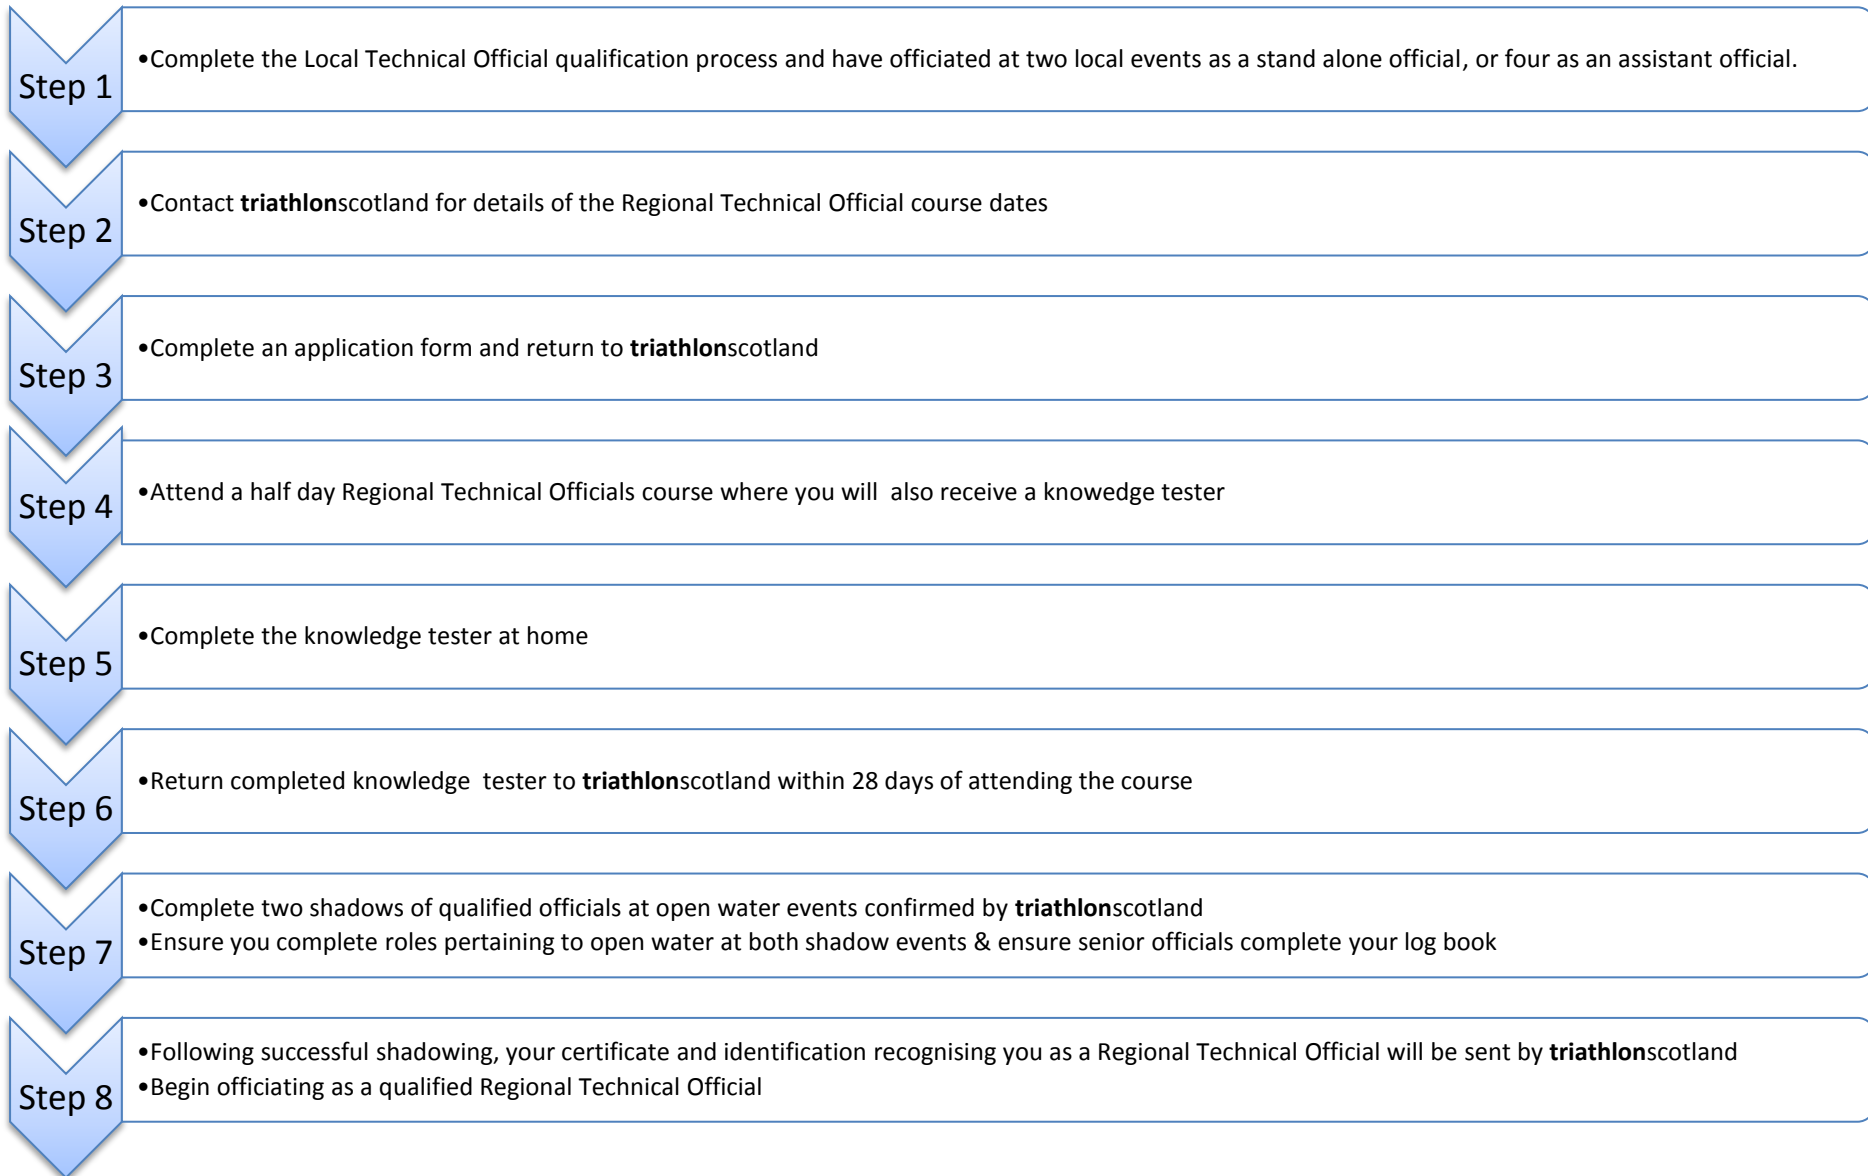 Step 1
•Complete the Local Technical Official qualification process and have officiated at two local events as a stand alone official, or four as an assistant official.
Step 2
•Contact triathlonscotland for details of the Regional Technical Official course dates
Step 3
•Complete an application form and return to triathlonscotland
Step 4
•Attend a half day Regional Technical Officials course where you will  also receive a knowedge tester
Step 5
•Complete the knowledge tester at home
Step 6
•Return completed knowledge  tester to triathlonscotland within 28 days of attending the course
Step 7
•Complete two shadows of qualified officials at open water events confirmed by triathlonscotland
•Ensure you complete roles pertaining to open water at both shadow events & ensure senior officials complete your log book
Step 8
•Following successful shadowing, your certificate and identification recognising you as a Regional Technical Official will be sent by triathlonscotland
•Begin officiating as a qualified Regional Technical Official